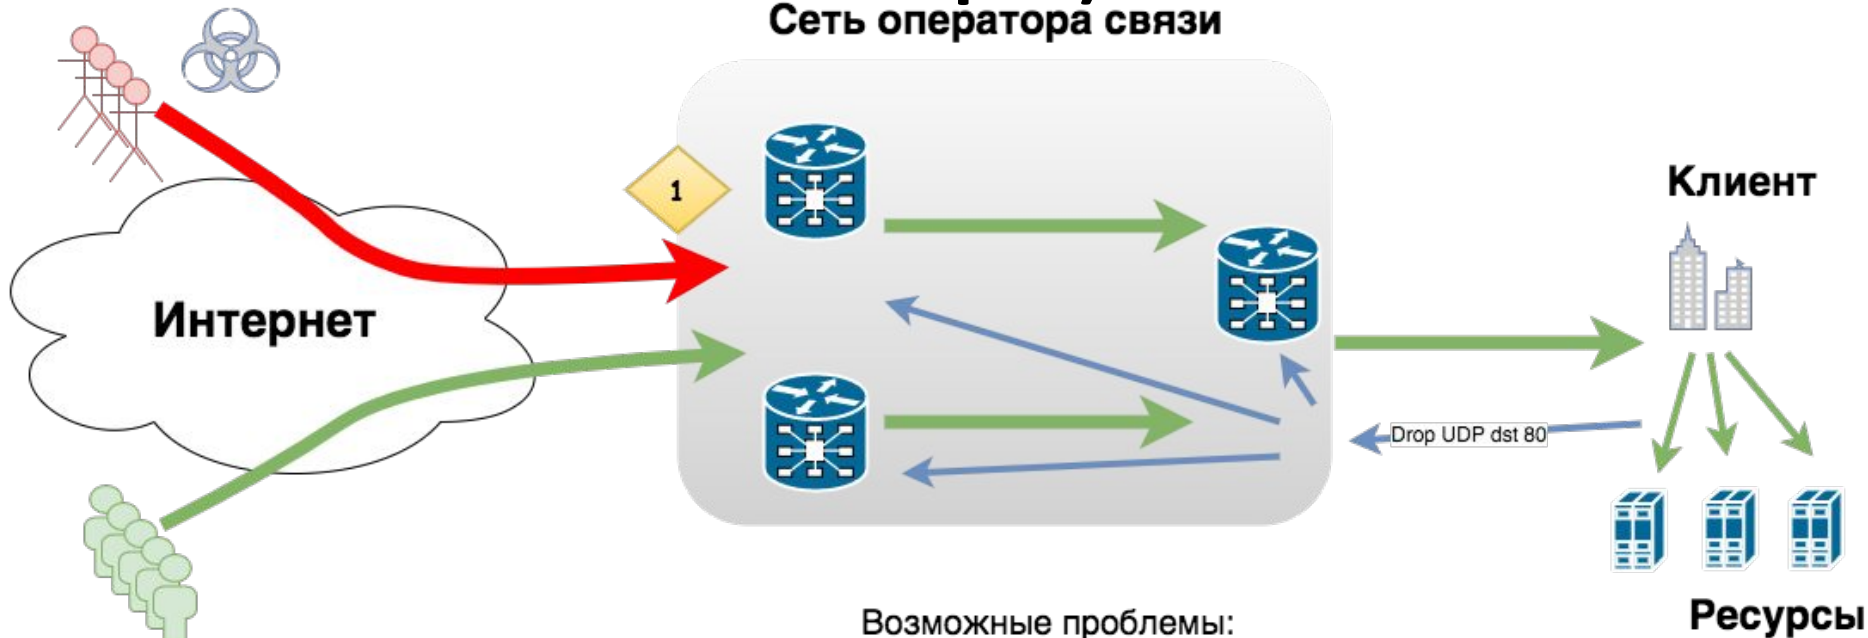 Сеть оператора связи
1
Клиент
Интернет
Drop UDP dst 80
Ресурсы
Возможные проблемы: